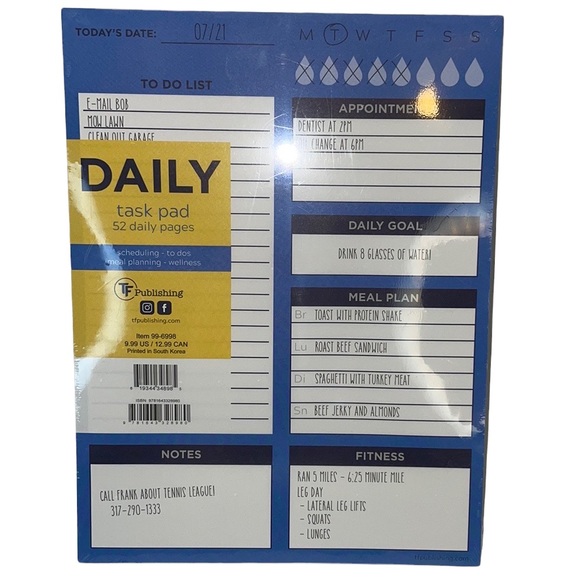 TODAY'S DATE: 07/21
M T W T F S S
TO DO LIST
E-MAIL BOB
MOW LAWN
CLEAN OUT GARAGE
DAILY
task pad
52 daily pages
scheduling - to dos
meal planning - wellness
TF Publishing
tfpublishing.com
Item 99-6998
9.99 US / 12.99 CAN
Printed in South Korea
ISBN: 9781643328980
APPOINTMEN
DENTIST AT 2PM
CHANGE AT 6PM
DAILY GOAL
DRINK 8 GLASSES OF WATER!
MEAL PLAN
Br TOAST WITH PROTEIN SHAKE
Lu ROAST BEEF SANDWICH
Di SPAGHETTI WITH TURKEY MEAT
Sn BEEF JERKY AND ALMONDS
NOTES
CALL FRANK ABOUT TENNIS LEAGUE!
317-290-1333
FITNESS
RAN 5 MILES - 6:25 MINUTE MILE
LEG DAY
- LATERAL LEG LIFTS
- SQUATS
- LUNGES